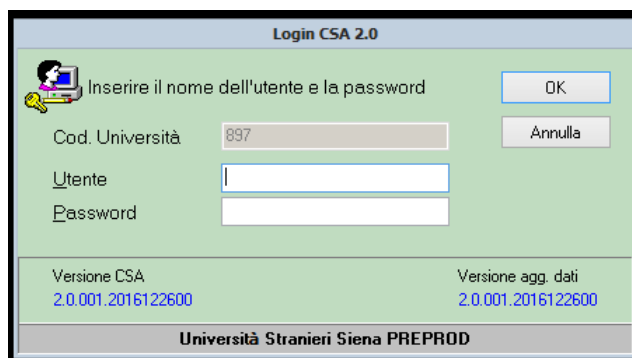 Login CSA 2.0
Inserire il nome dell'utente e la password
OK
Cod. Università 897
Annulla
Utente
Password
Versione CSA Versione agg. dati
2.0.001.2016122600 2.0.001.2016122600
Università Stranieri Siena PREPROD